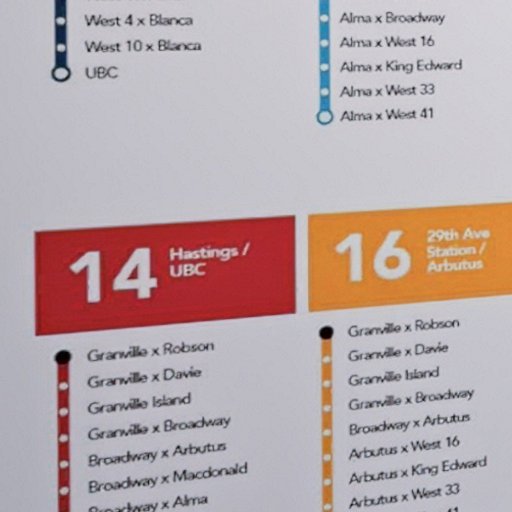 West 4 x Blanca
West 10 x Blanca
UBC
Alma x Broadway
Alma x West 16
Alma x King Edward
Alma x West 33
Alma x West 41
14 Hastings /
UBC
Granville x Robson
Granville x Davie
Granville Island
Granville x Broadway
Broadway x Arbutus
Broadway x Macdonald
Broadway x Alma
16 29th Ave
Station /
Arbutus
Granville x Robson
Granville x Davie
Granville Island
Granville x Broadway
Broadway x Arbutus
Arbutus x West 16
Arbutus x King Edward
Arbutus x West 33